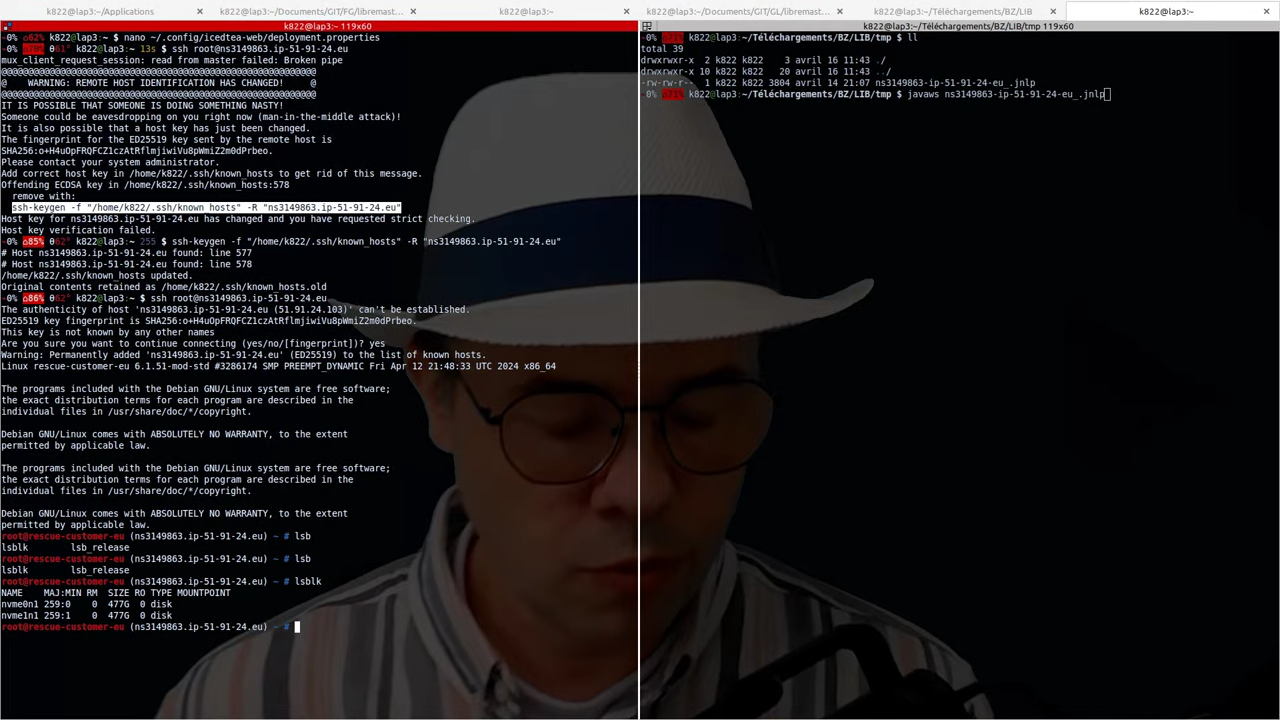 k822@lap3:~/Applications
k822@lap3:~/Documents/GIT/FG/libremast...
k822@lap3:~
k822@lap3:~/Documents/GIT/GL/libremast...
k822@lap3:~/Téléchargements/BZ/LIB
k822@lap3:~
k822@lap3:~ 119x60
-0% ⌂62% θ61° k822@lap3:~ $ nano ~/.config/icedtea-web/deployment.properties
-0% θ61° k822@lap3:~ 13s $ ssh root@ns3149863.ip-51-91-24.eu
mux_client_request_session: read from master failed: Broken pipe
@@@@@@@@@@@@@@@@@@@@@@@@@@@@@@@@@@@@@@@@@@@@@@@@@@@@@@@@@@@
@    WARNING: REMOTE HOST IDENTIFICATION HAS CHANGED!     @
@@@@@@@@@@@@@@@@@@@@@@@@@@@@@@@@@@@@@@@@@@@@@@@@@@@@@@@@@@@
IT IS POSSIBLE THAT SOMEONE IS DOING SOMETHING NASTY!
Someone could be eavesdropping on you right now (man-in-the-middle attack)!
It is also possible that a host key has just been changed.
The fingerprint for the ED25519 key sent by the remote host is
SHA256:o+H4uOpFRQFCZ1czAtRflmjiwiVu8pWmiZ2m0dPrbeo.
Please contact your system administrator.
Add correct host key in /home/k822/.ssh/known_hosts to get rid of this message.
Offending ECDSA key in /home/k822/.ssh/known_hosts:578
remove with:
ssh-keygen -f "/home/k822/.ssh/known_hosts" -R "ns3149863.ip-51-91-24.eu"
Host key for ns3149863.ip-51-91-24.eu has changed and you have requested strict checking.
Host key verification failed.
-0% ⌂85% θ62° k822@lap3:~ 255 $ ssh-keygen -f "/home/k822/.ssh/known_hosts" -R "ns3149863.ip-51-91-24.eu"
# Host ns3149863.ip-51-91-24.eu found: line 577
# Host ns3149863.ip-51-91-24.eu found: line 578
/home/k822/.ssh/known_hosts updated.
Original contents retained as /home/k822/.ssh/known_hosts.old
-0% ⌂86% θ62° k822@lap3:~ $ ssh root@ns3149863.ip-51-91-24.eu
The authenticity of host 'ns3149863.ip-51-91-24.eu (51.91.24.103)' can't be established.
ED25519 key fingerprint is SHA256:o+H4uOpFRQFCZ1czAtRflmjiwiVu8pWmiZ2m0dPrbeo.
This key is not known by any other names
Are you sure you want to continue connecting (yes/no/[fingerprint])? yes
Warning: Permanently added 'ns3149863.ip-51-91-24.eu' (ED25519) to the list of known hosts.
Linux rescue-customer-eu 6.1.51-mod-std #3286174 SMP PREEMPT_DYNAMIC Fri Apr 12 21:48:33 UTC 2024 x86_64
The programs included with the Debian GNU/Linux system are free software;
the exact distribution terms for each program are described in the
individual files in /usr/share/doc/*/copyright.
Debian GNU/Linux comes with ABSOLUTELY NO WARRANTY, to the extent
permitted by applicable law.
The programs included with the Debian GNU/Linux system are free software;
the exact distribution terms for each program are described in the
individual files in /usr/share/doc/*/copyright.
Debian GNU/Linux comes with ABSOLUTELY NO WARRANTY, to the extent
permitted by applicable law.
root@rescue-customer-eu (ns3149863.ip-51-91-24.eu) ~ # lsb
lsblk       lsb_release
root@rescue-customer-eu (ns3149863.ip-51-91-24.eu) ~ # lsb
lsblk       lsb_release
root@rescue-customer-eu (ns3149863.ip-51-91-24.eu) ~ # lsblk
NAME    MAJ:MIN RM  SIZE RO TYPE MOUNTPOINT
nvme0n1 259:0    0  477G  0 disk
nvme1n1 259:1    0  477G  0 disk
root@rescue-customer-eu (ns3149863.ip-51-91-24.eu) ~ #
k822@lap3:~/Téléchargements/BZ/LIB/tmp 119x60
-0% k822@lap3:~/Téléchargements/BZ/LIB/tmp $ ll
total 39
drwxrwxr-x  2 k822 k822    3 avril 16 11:43 ./
drwxrwxr-x 10 k822 k822   20 avril 16 11:43 ../
-rw-rw-r--  1 k822 k822 3804 avril 14 21:07 ns3149863-ip-51-91-24-eu_.jnlp
-0% ⌂71% k822@lap3:~/Téléchargements/BZ/LIB/tmp $ javaws ns3149863-ip-51-91-24-eu_.jnlp